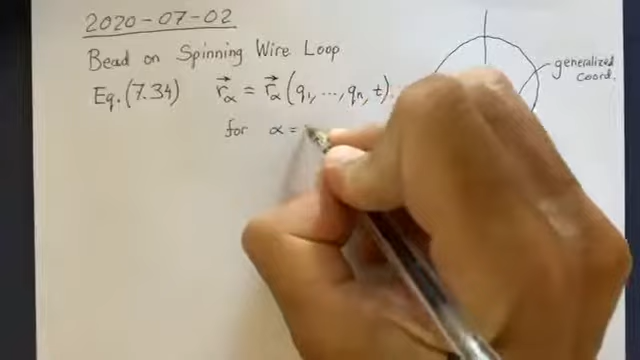 2020-07-02
Bead on Spinning Wire Loop
Eq. (7.34) r⃗α = r⃗α (q1, ..., qn, t).
for α =
generalized
coord.